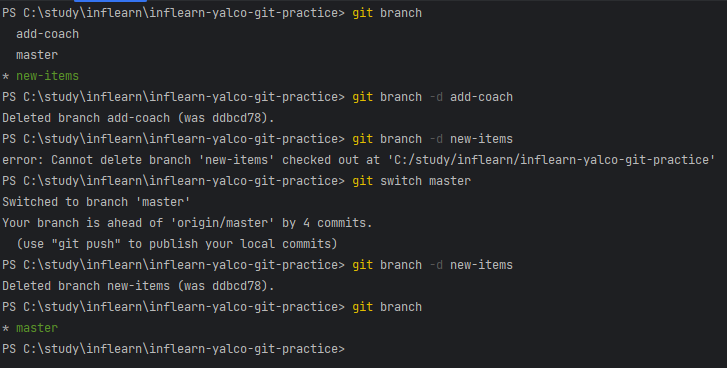 PS C:\study\inflearn\inflearn-yalco-git-practice> git branch
  add-coach
  master
* new-items
PS C:\study\inflearn\inflearn-yalco-git-practice> git branch -d add-coach
Deleted branch add-coach (was ddbcd78).
PS C:\study\inflearn\inflearn-yalco-git-practice> git branch -d new-items
error: Cannot delete branch 'new-items' checked out at 'C:/study/inflearn/inflearn-yalco-git-practice'
PS C:\study\inflearn\inflearn-yalco-git-practice> git switch master
Switched to branch 'master'
Your branch is ahead of 'origin/master' by 4 commits.
  (use "git push" to publish your local commits)
PS C:\study\inflearn\inflearn-yalco-git-practice> git branch -d new-items
Deleted branch new-items (was ddbcd78).
PS C:\study\inflearn\inflearn-yalco-git-practice> git branch
* master
PS C:\study\inflearn\inflearn-yalco-git-practice>